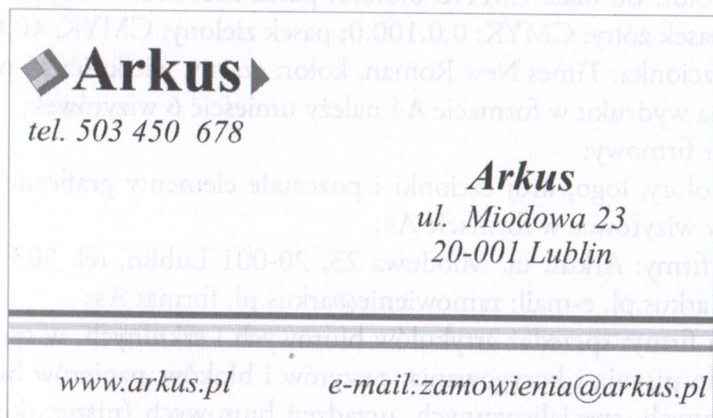 Arkus
tel. 503 450 678
Arkus
ul. Miodowa 23
20-001 Lublin
www.arkus.pl
e-mail:zamowienia@arkus.pl